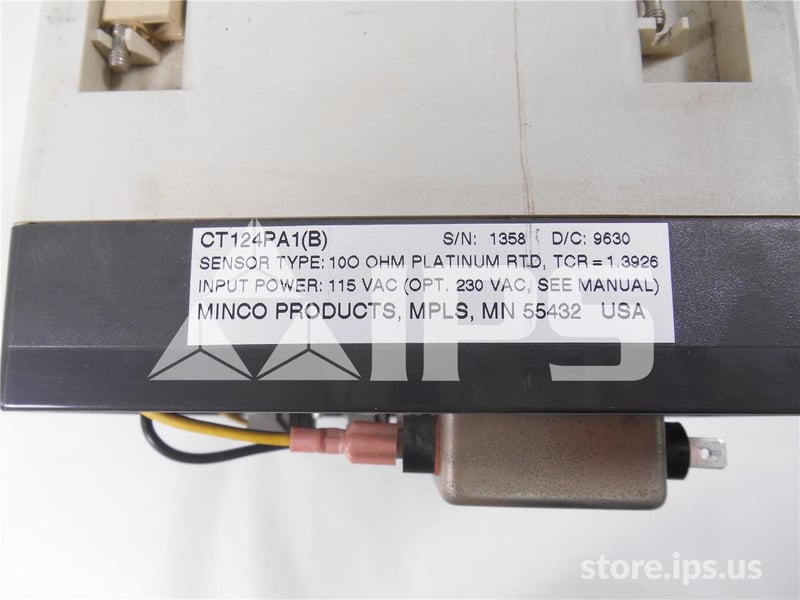 CT124PA1(B) S/N: 1358 D/C: 9630
SENSOR TYPE: 100 OHM PLATINUM RTD, TCR = 1.3926
INPUT POWER: 115 VAC (OPT. 230 VAC, SEE MANUAL)
MINCO PRODUCTS, MPLS, MN 55432 USA
IPS
store.ips.us